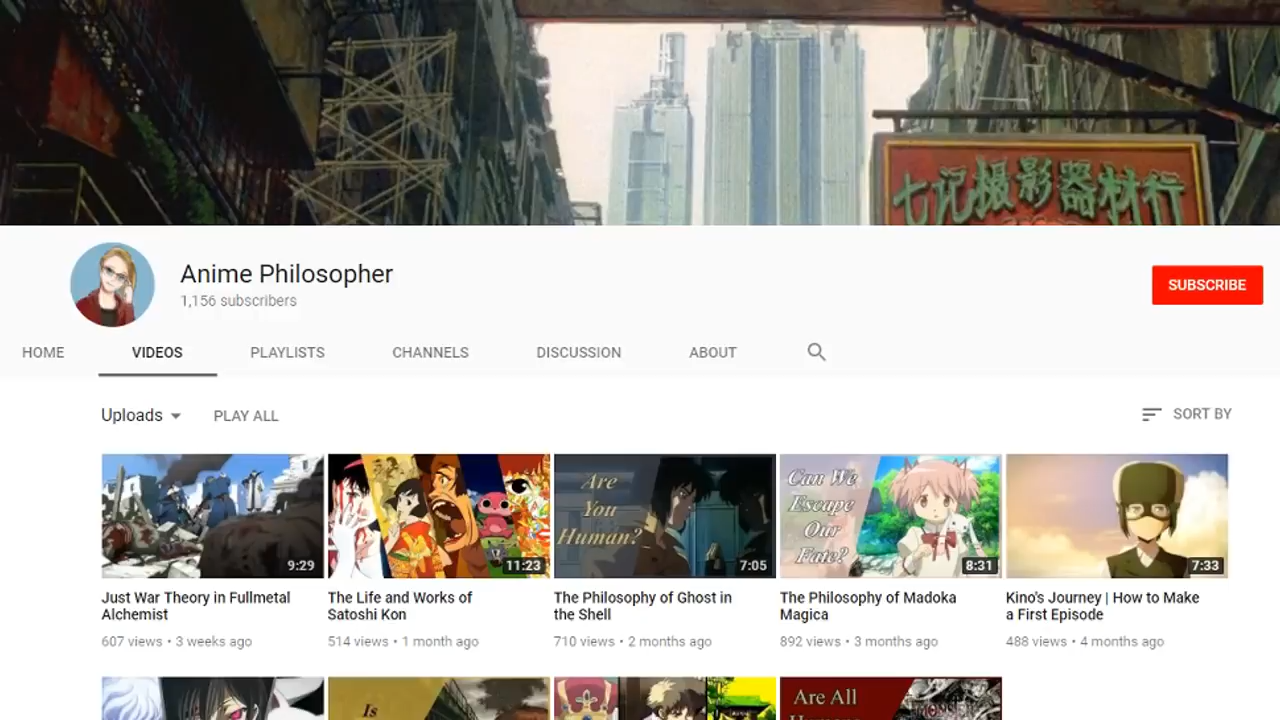 七记摄影器材行
Anime Philosopher
1,156 subscribers
SUBSCRIBE
HOME VIDEOS PLAYLISTS CHANNELS DISCUSSION ABOUT
Uploads PLAY ALL SORT BY
9:29
11:23
Are
You
Human?
7:05
Can We
Escape
Our
Fate?
8:31
7:33
Just War Theory in Fullmetal
Alchemist
607 views • 3 weeks ago
The Life and Works of
Satoshi Kon
514 views • 1 month ago
The Philosophy of Ghost in
the Shell
710 views • 2 months ago
The Philosophy of Madoka
Magica
892 views • 3 months ago
Kino's Journey | How to Make
a First Episode
488 views • 4 months ago
Is
Are All